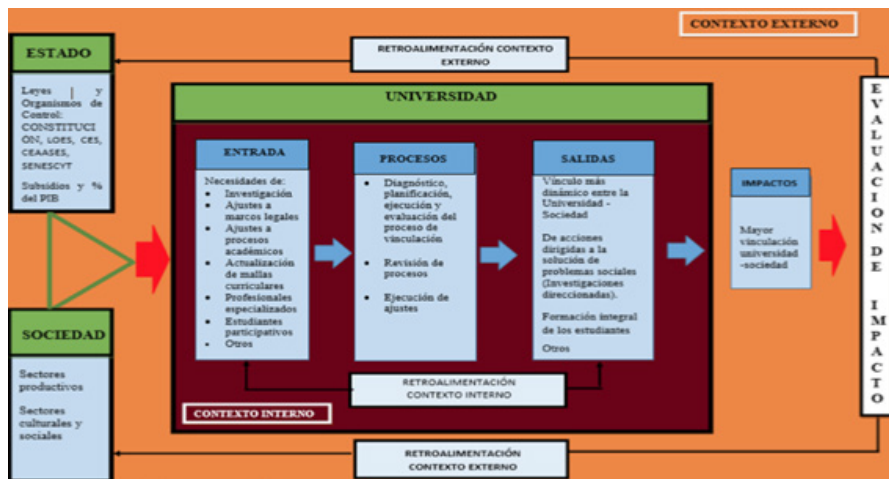 CONTEXTO EXTERNO
RETROALIMENTACIÓN CONTEXTO
EXTERNO
ESTADO
Leyes | y
Organismos de
Control:
CONSTITUCI
ON, LOES, CES,
CEAASES,
SENESCYT
Subsidios y %
del PIB
SOCIEDAD
Sectores
productivos
Sectores
culturales y
sociales
UNIVERSIDAD
ENTRADA
Necesidades de:
• Investigación
• Ajustes a
marcos legales
• Ajustes a
procesos
académicos
• Actualización
de mallas
curriculares
• Profesionales
especializados
• Estudiantes
participativos
• Otros
PROCESOS
• Diagnóstico,
planificación,
ejecución y
evaluación del
proceso de
vinculación
• Revisión de
procesos
• Ejecución de
ajustes
SALIDAS
Vínculo más
dinámico entre la
Universidad -
Sociedad
De acciones
dirigidas a la
solución de
problemas sociales
(Investigaciones
direccionadas).
Formación integral
de los estudiantes
Otros
RETROALIMENTACIÓN
CONTEXTO INTERNO
CONTEXTO INTERNO
IMPACTOS
Mayor
vinculación
universidad
-sociedad
EVALUACION DE IMPACTO
RETROALIMENTACIÓN
CONTEXTO EXTERNO